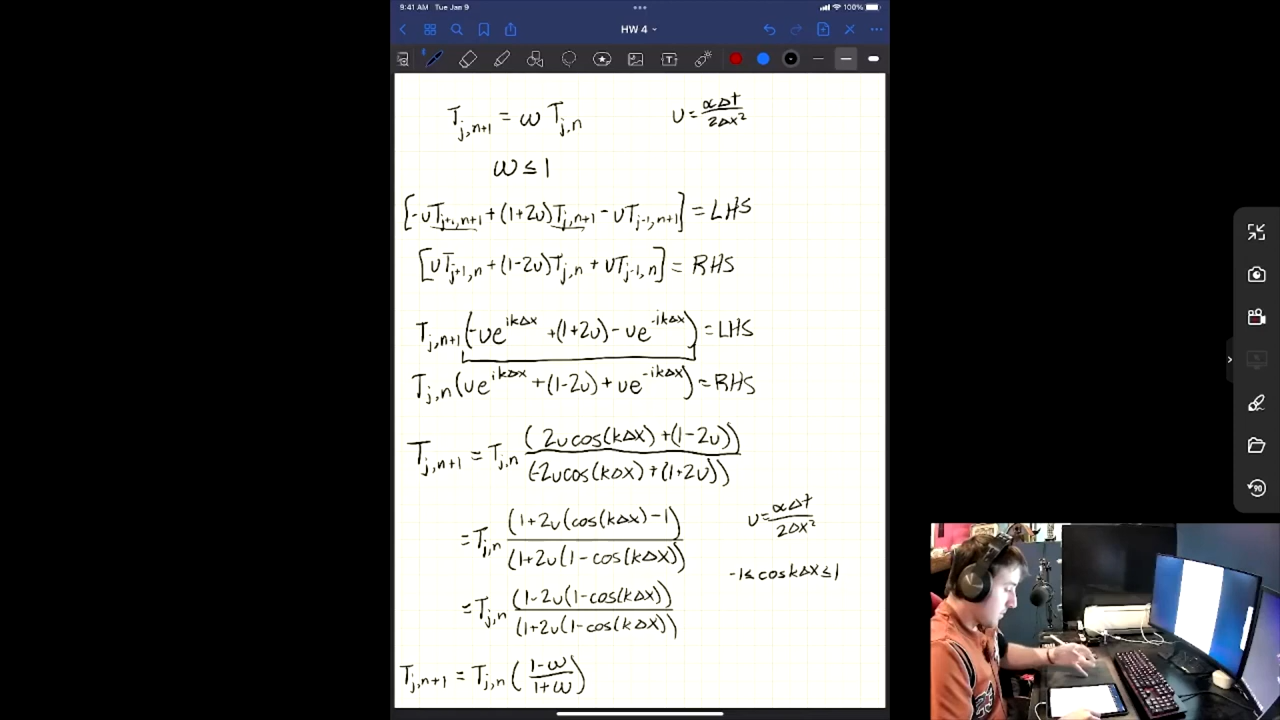 9:41 AM Tue Jan 9
100%
HW 4
T_{j,n+1} = ω T_{j,n}
υ = αΔt / 2Δx²
ω ≤ 1
[-υT_{j+1,n+1} + (1+2υ)T_{j,n+1} - υT_{j-1,n+1}] = LHS
[υT_{j+1,n} + (1-2υ)T_{j,n} + υT_{j-1,n}] = RHS
T_{j,n+1}(-υe^{ikΔx} + (1+2υ) - υe^{-ikΔx}) = LHS
T_{j,n}(υe^{ikΔx} + (1-2υ) + υe^{-ikΔx}) = RHS
T_{j,n+1} = T_{j,n} (2υcos(kΔx) + (1-2υ)) / (-2υcos(kΔx) + (1+2υ))
= T_{j,n} (1+2υ(cos(kΔx)-1) / (1+2υ(1-cos(kΔx))
υ = αΔt / 2Δx²
-1 ≤ coskΔx ≤ 1
= T_{j,n} (1-2υ(1-cos(kΔx)) / (1+2υ(1-cos(kΔx))
T_{j,n+1} = T_{j,n} (1-ω / 1+ω)
90